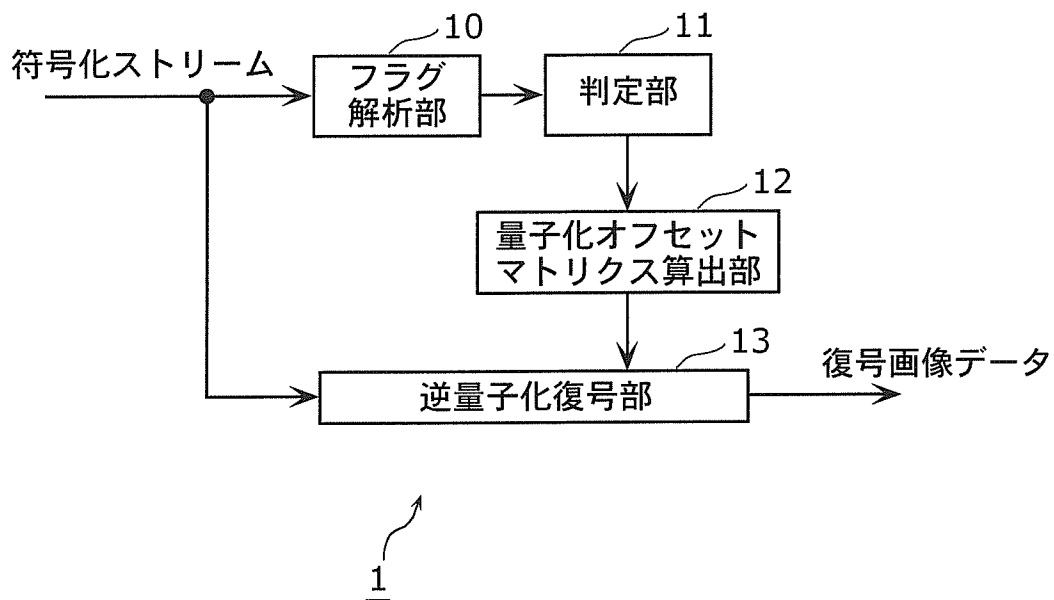 10
11
符号化ストリーム
フラグ
解析部
判定部
12
量子化オフセット
マトリクス算出部
13
復号画像データ
逆量子化復号部
1